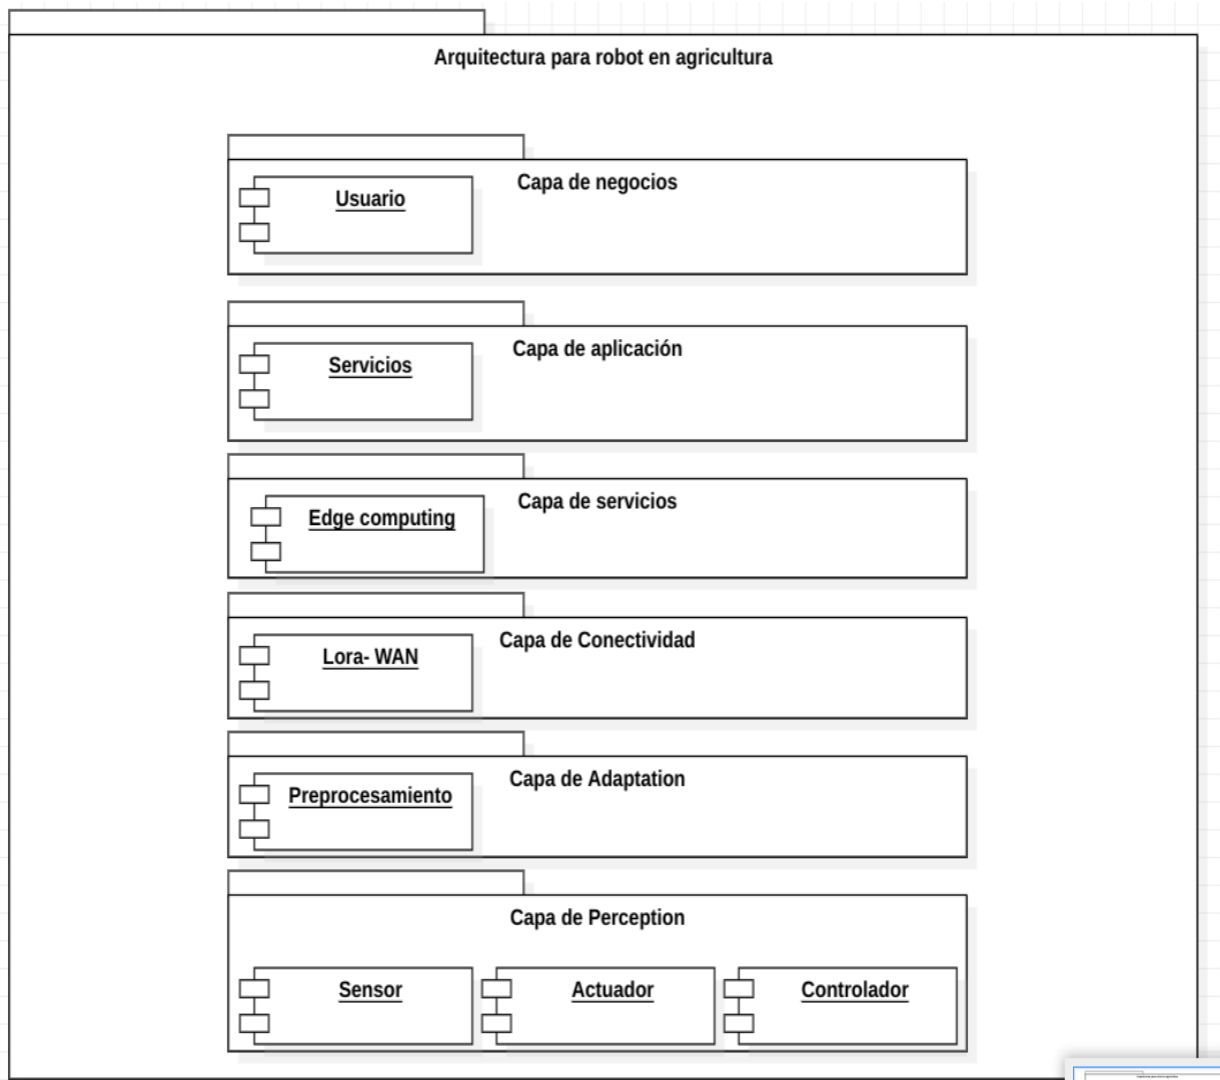 Arquitectura para robot en agricultura
Capa de negocios
Usuario
Capa de aplicación
Servicios
Capa de servicios
Edge computing
Capa de Conectividad
Lora- WAN
Capa de Adaptation
Preprocesamiento
Capa de Perception
Sensor
Actuador
Controlador